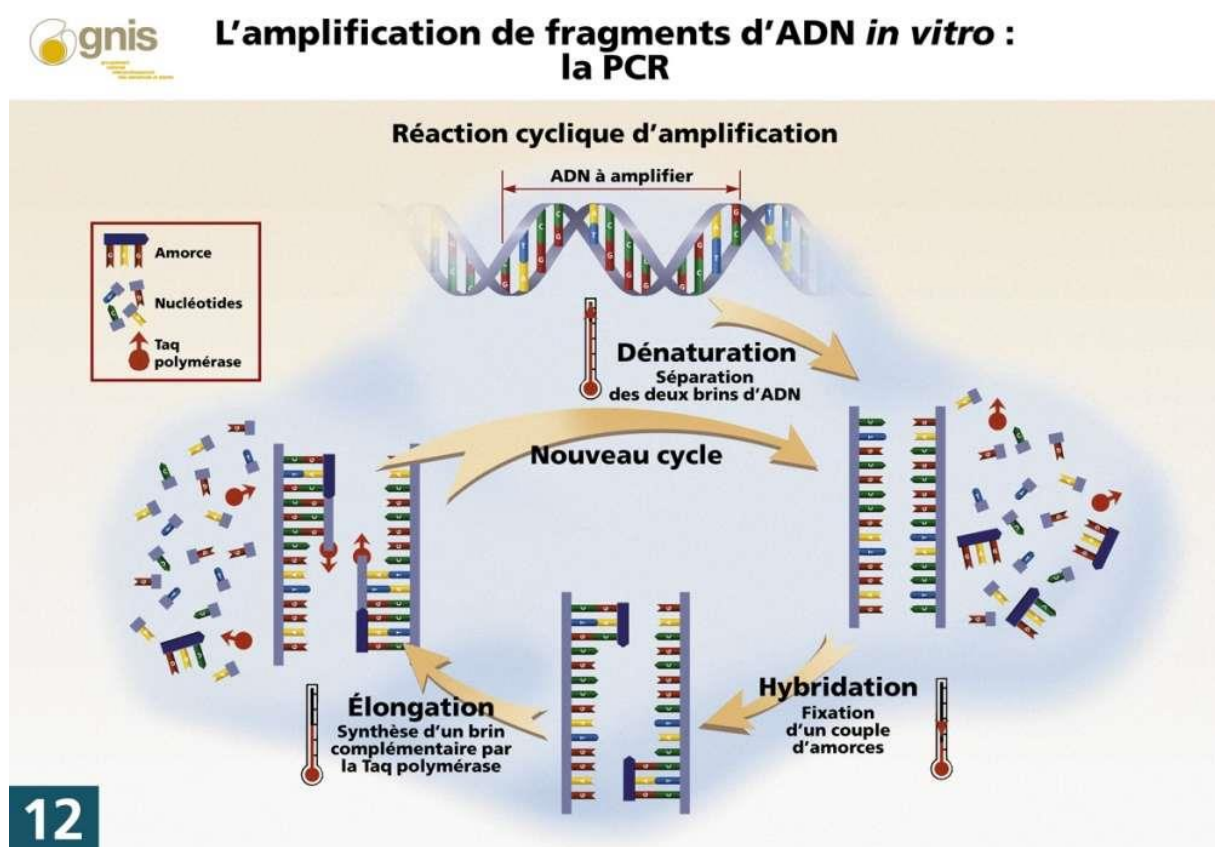 gnis
L'amplification de fragments d'ADN in vitro :
la PCR
Réaction cyclique d'amplification
ADN à amplifier
Amorce
Nucléotides
Taq
polymérase
Dénaturation
Séparation
des deux brins d'ADN
Nouveau cycle
Hybridation
Fixation
d'un couple
d'amorces
Élongation
Synthèse d'un brin
complémentaire par
la Taq polymérase
12